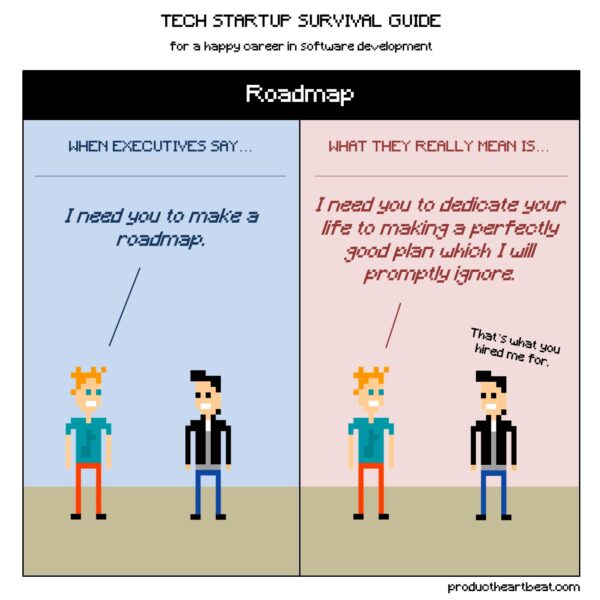 TECH STARTUP SURVIVAL GUIDE
for a happy career in software development
Roadmap
WHEN EXECUTIVES SAY...
I need you to make a
roadmap.
WHAT THEY REALLY MEAN IS...
I need you to dedicate your
life to making a perfectly
good plan which I will
promptly ignore.
That's what you
hired me for.
productheartbeat.com